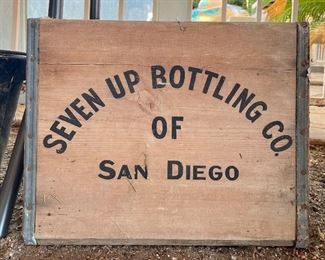 SEVEN UP BOTTLING CO.
OF
SAN DIEGO